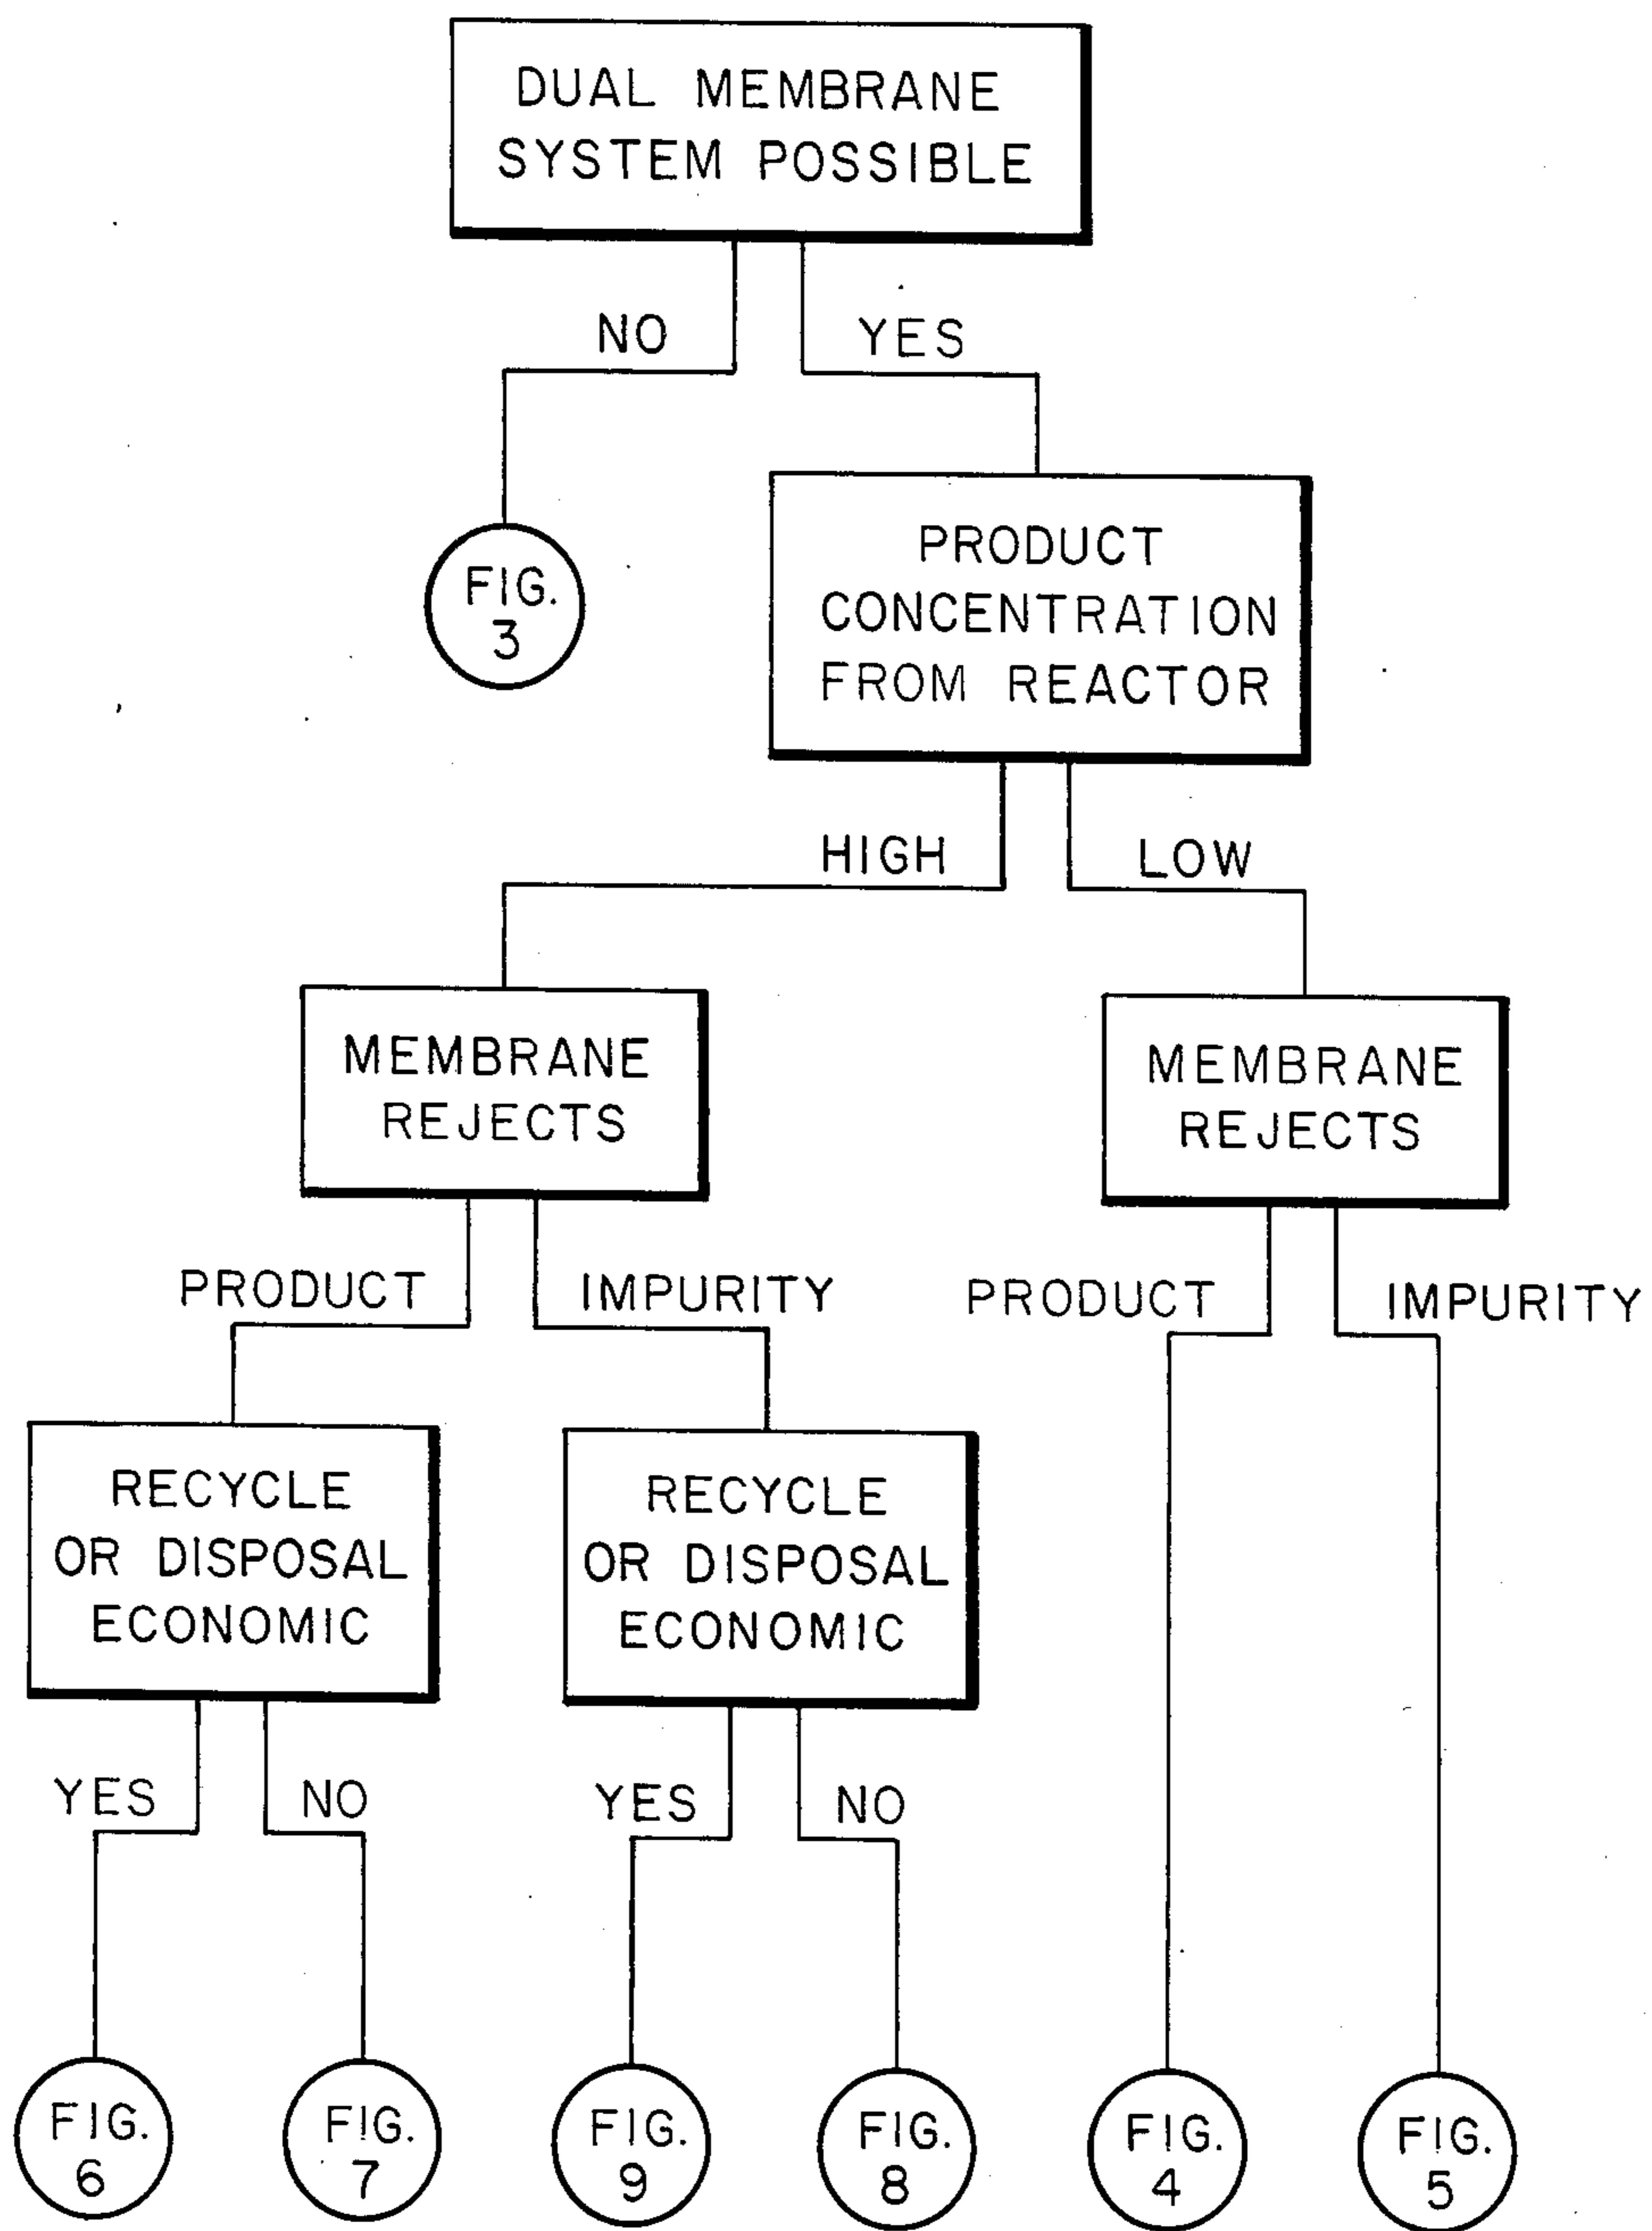 DUAL MEMBRANE
SYSTEM POSSIBLE
NO
YES
FIG.
3
PRODUCT
CONCENTRATION
FROM REACTOR
HIGH
LOW
MEMBRANE
REJECTS
MEMBRANE
REJECTS
PRODUCT
IMPURITY
PRODUCT
IMPURITY
RECYCLE
OR DISPOSAL
ECONOMIC
RECYCLE
OR DISPOSAL
ECONOMIC
YES
NO
YES
NO
FIG.
6
FIG.
7
FIG.
9
FIG.
8
FIG.
4
FIG.
5